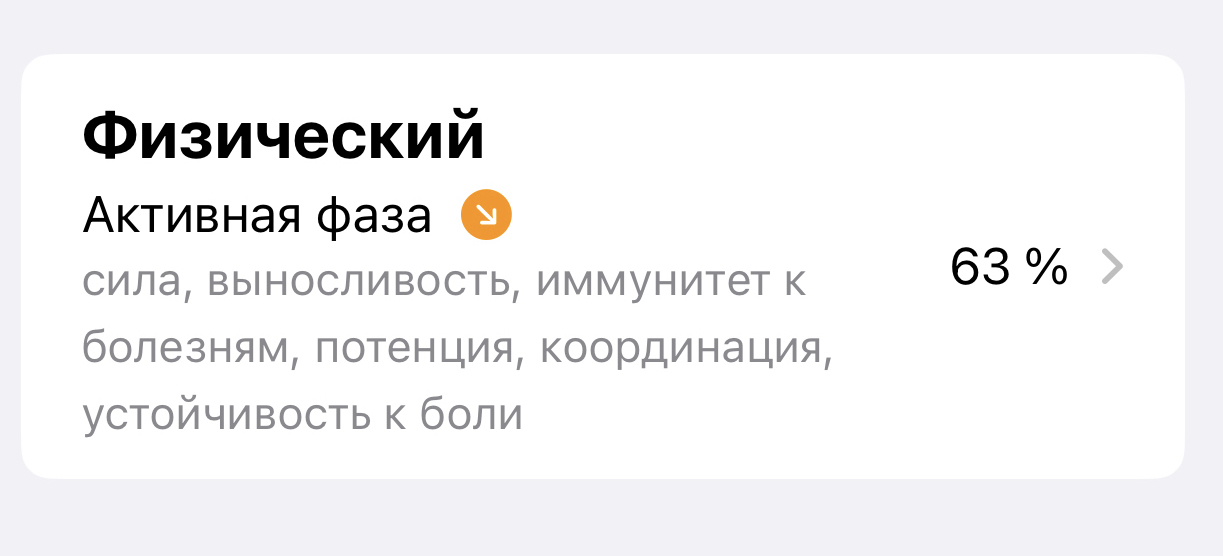 Физический
Активная фаза
сила, выносливость, иммунитет к
болезням, потенция, координация,
устойчивость к боли
63 %